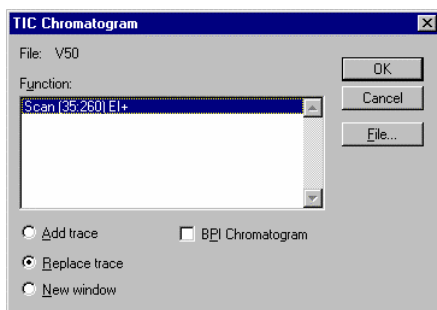 TIC Chromatogram
File: V50
Function:
Scan (35:260) EI+
OK
Cancel
File...
Add trace
BPI Chromatogram
Replace trace
New window